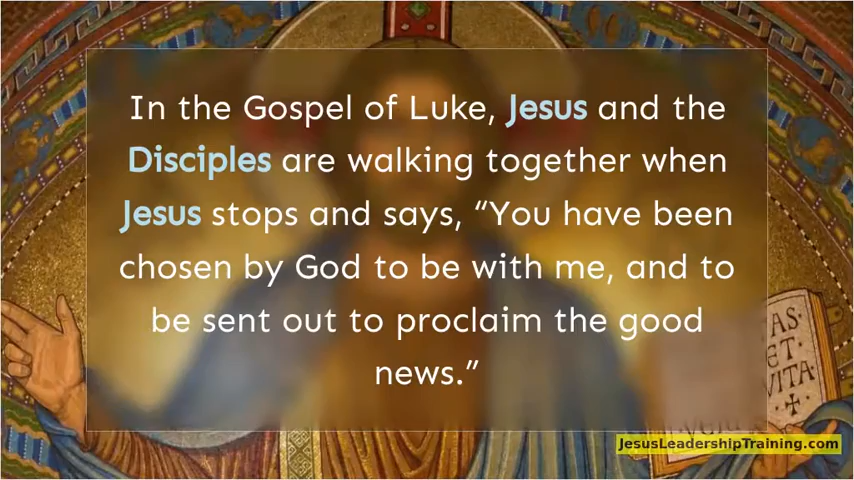 In the Gospel of Luke, Jesus and the
Disciples are walking together when
Jesus stops and says, “You have been
chosen by God to be with me, and to
be sent out to proclaim the good
news.”
AS·
ET·
VITA
JesusLeadershipTraining.com